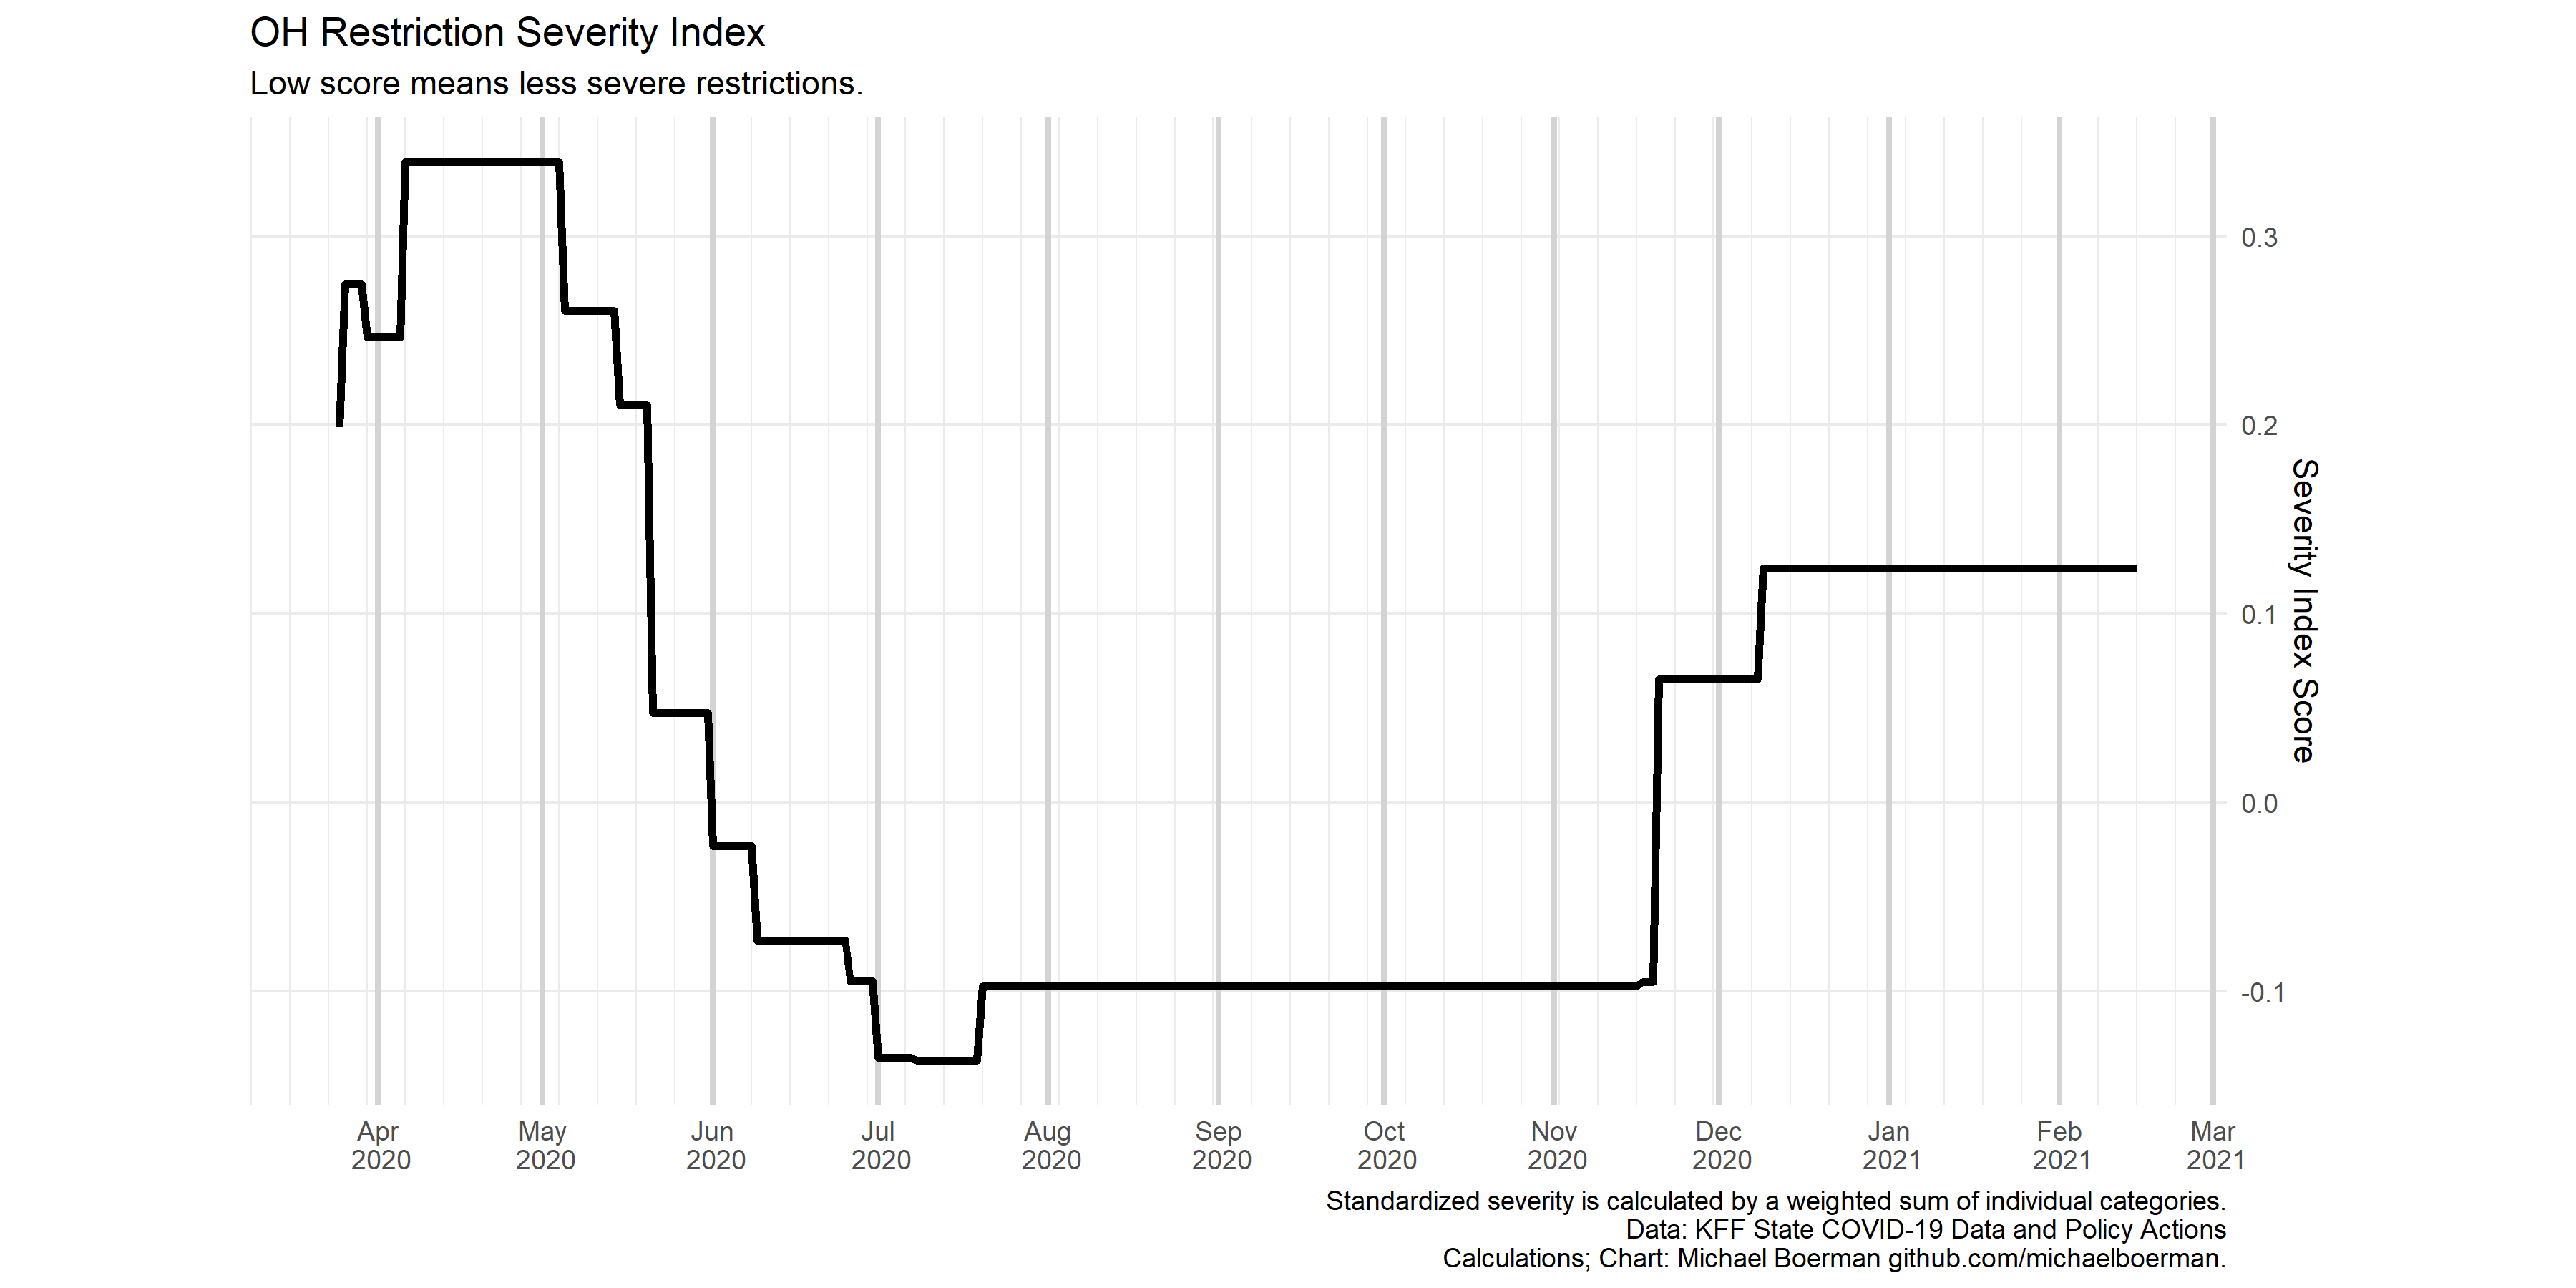 OH Restriction Severity Index
Low score means less severe restrictions.
0.3
0.2
0.1
0.0
-0.1
Severity Index Score
Apr 2020
May 2020
Jun 2020
Jul 2020
Aug 2020
Sep 2020
Oct 2020
Nov 2020
Dec 2020
Jan 2021
Feb 2021
Mar 2021
Standardized severity is calculated by a weighted sum of individual categories.
Data: KFF State COVID-19 Data and Policy Actions
Calculations; Chart: Michael Boerman github.com/michaelboerman.